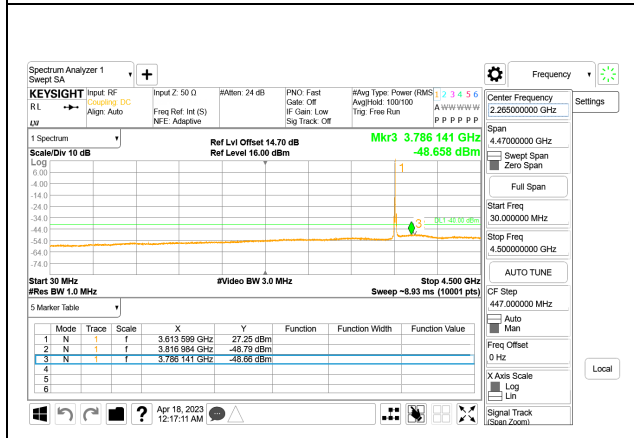 Spectrum Analyzer 1
Swept SA
+
Frequency
KEYSIGHT
RL
LXI
Input: RF
Coupling: DC
Align: Auto
Input Z: 50 Ω
Freq Ref: Int (S)
NFE: Adaptive
#Atten: 24 dB
PNO: Fast
Gate: Off
IF Gain: Low
Sig Track: Off
#Avg Type: Power (RMS
Avg|Hold: 100/100
Trig: Free Run
1 2 3 4 5 6
A W W W W W
P P P P P P
1 Spectrum
Scale/Div 10 dB
Ref Lvl Offset 14.70 dB
Ref Level 16.00 dBm
Mkr3 3.786 141 GHz
-48.658 dBm
Log
6.00
-4.00
-14.0
-24.0
-34.0
-44.0
-54.0
-64.0
-74.0
1
3
DL1 -40.00 dBm
Start 30 MHz
#Res BW 1.0 MHz
#Video BW 3.0 MHz
Stop 4.500 GHz
Sweep ~8.93 ms (10001 pts)
5 Marker Table
Mode Trace Scale X Y Function Function Width Function Value
1 N 1 f 3.613 599 GHz 27.25 dBm
2 N 1 f 3.816 984 GHz -48.79 dBm
3 N 1 f 3.786 141 GHz -48.66 dBm
4
5
6
?
Apr 18, 2023
12:17:11 AM
Center Frequency
2.265000000 GHz
Settings
Span
4.47000000 GHz
Swept Span
Zero Span
Full Span
Start Freq
30.000000 MHz
Stop Freq
4.500000000 GHz
AUTO TUNE
CF Step
447.000000 MHz
Auto
Man
Freq Offset
0 Hz
X Axis Scale
Log
Lin
Signal Track
(Span Zoom)
Local